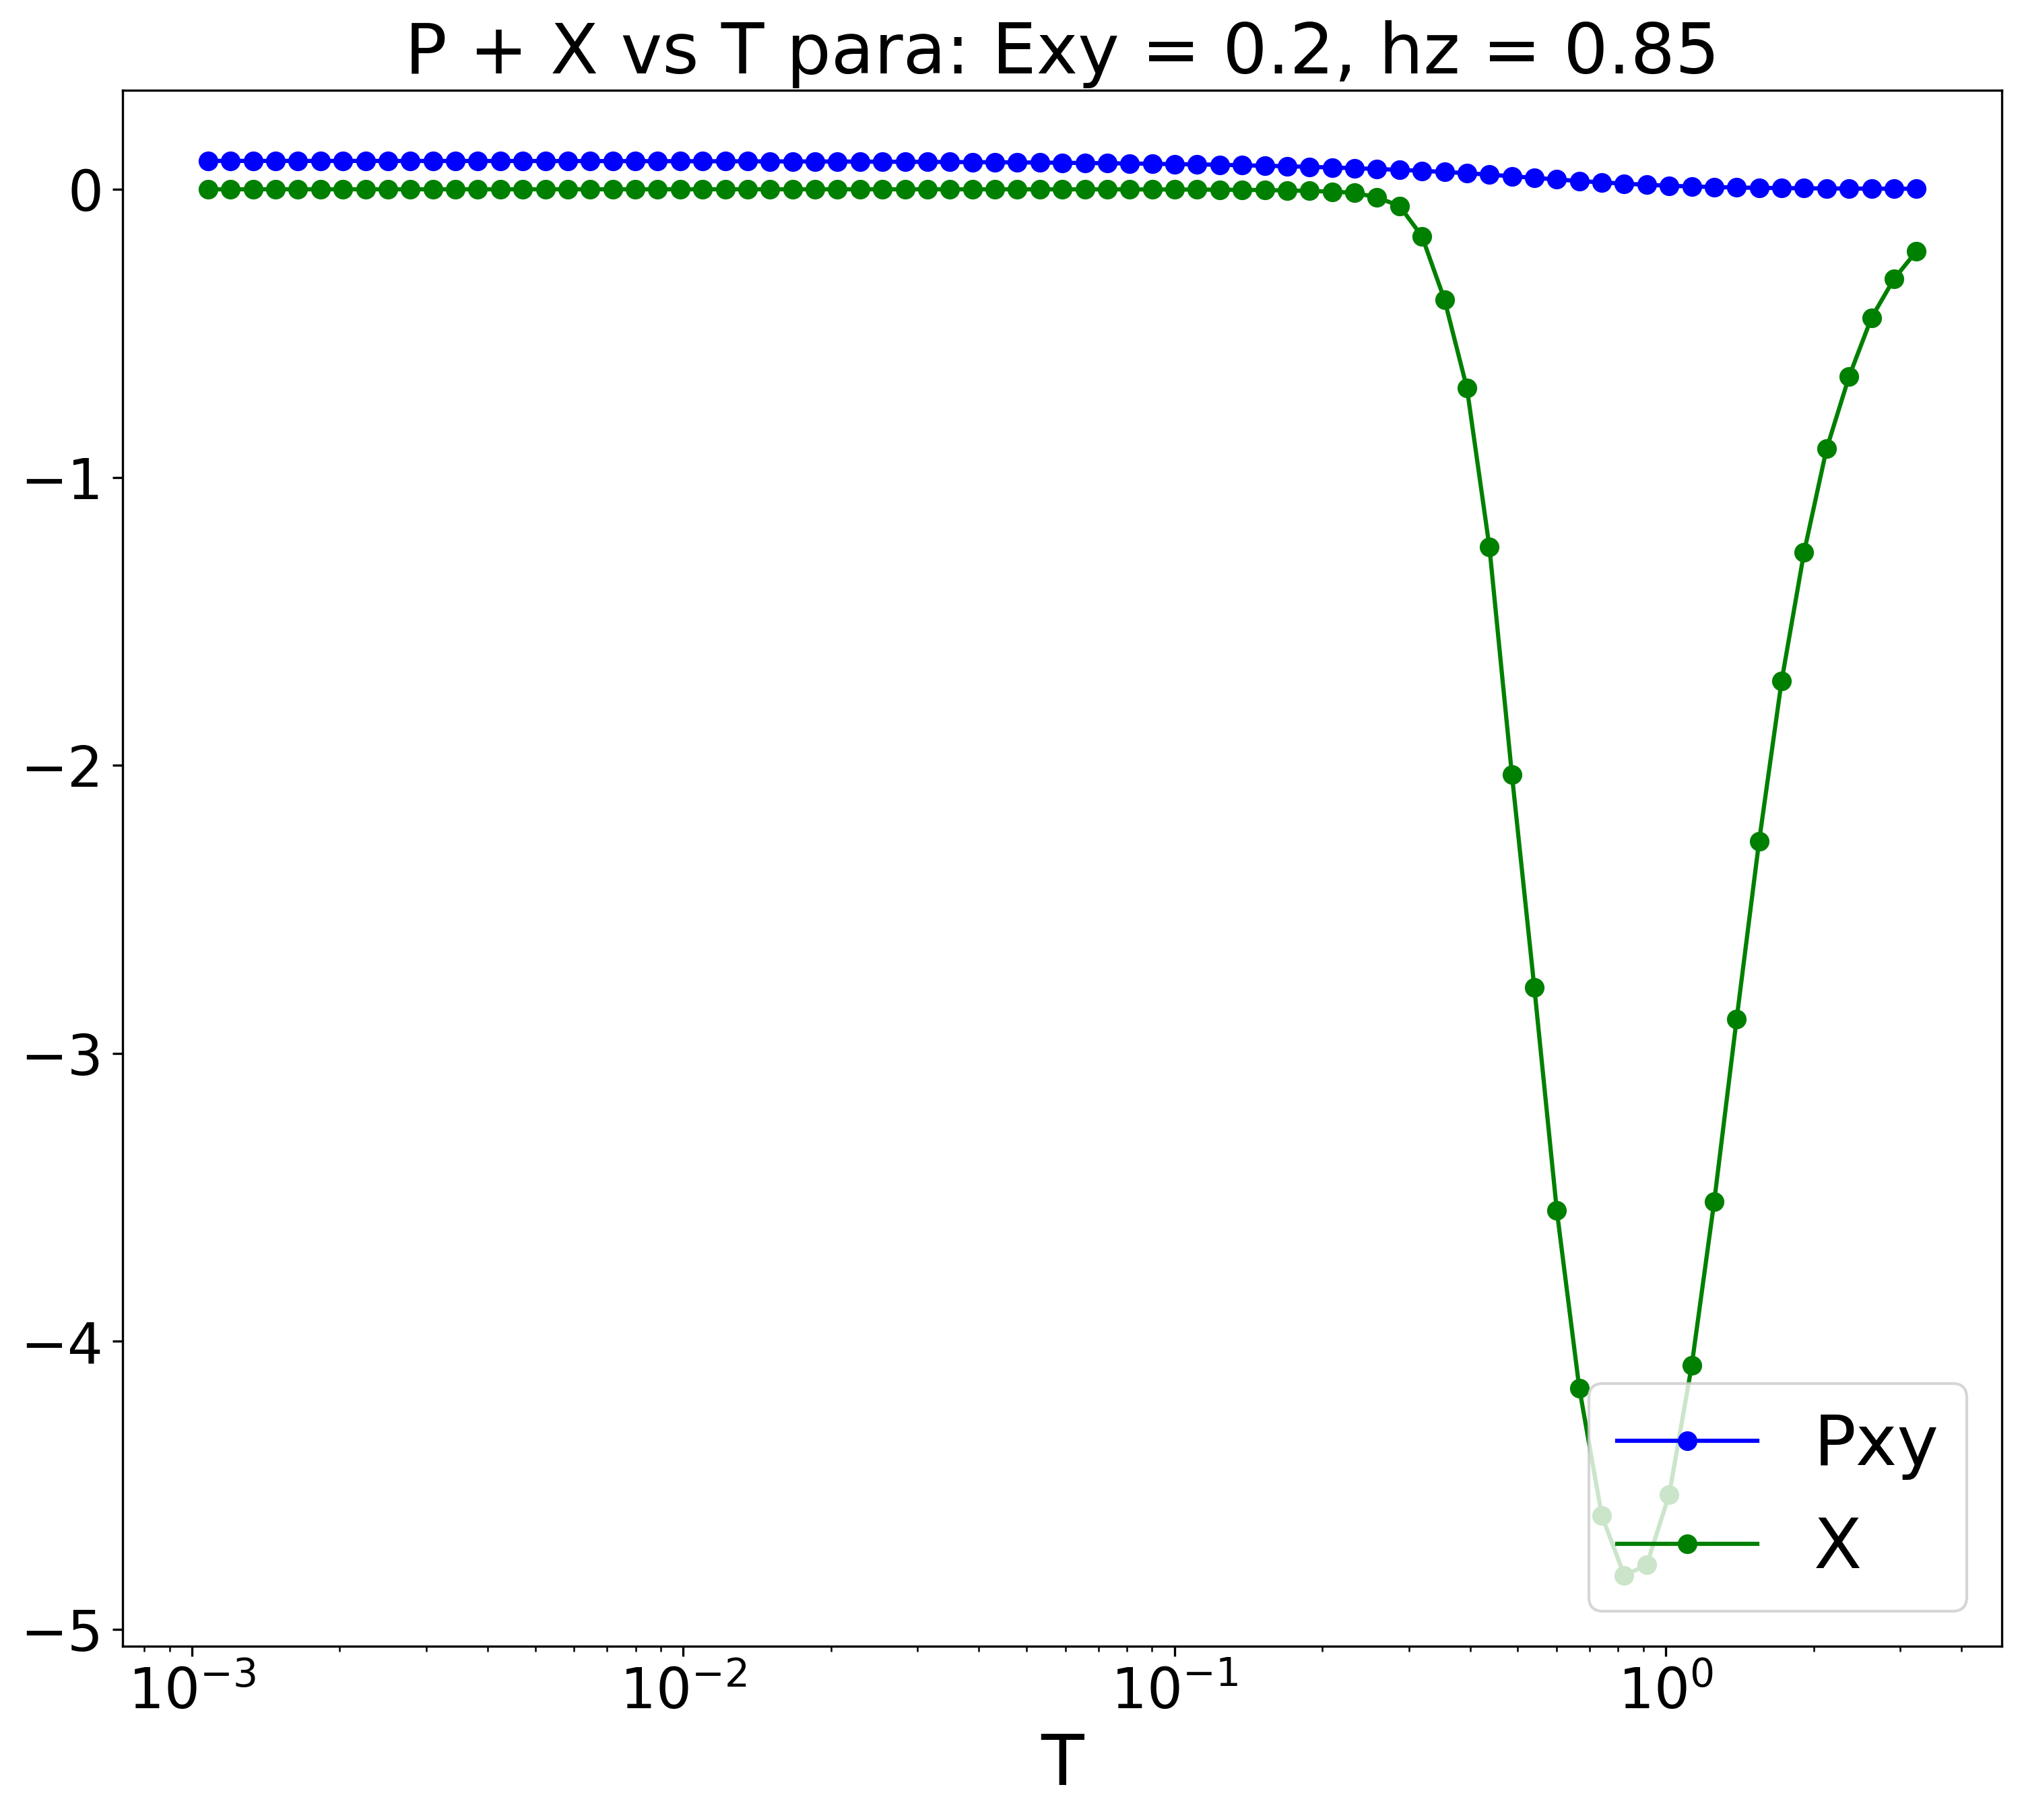 P + X vs T para: Exy = 0.2, hz = 0.85
0
−1
−2
−3
−4
−5
10⁻³ 10⁻² 10⁻¹ 10⁰
T
Pxy
X